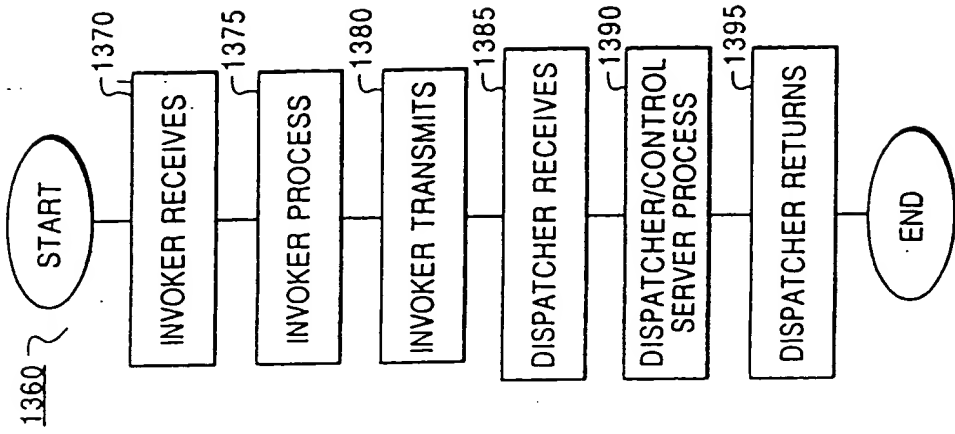 1360
START
1370
INVOKER RECEIVES
1375
INVOKER PROCESS
1380
INVOKER TRANSMITS
1385
DISPATCHER RECEIVES
1390
DISPATCHER/CONTROL
SERVER PROCESS
1395
DISPATCHER RETURNS
END